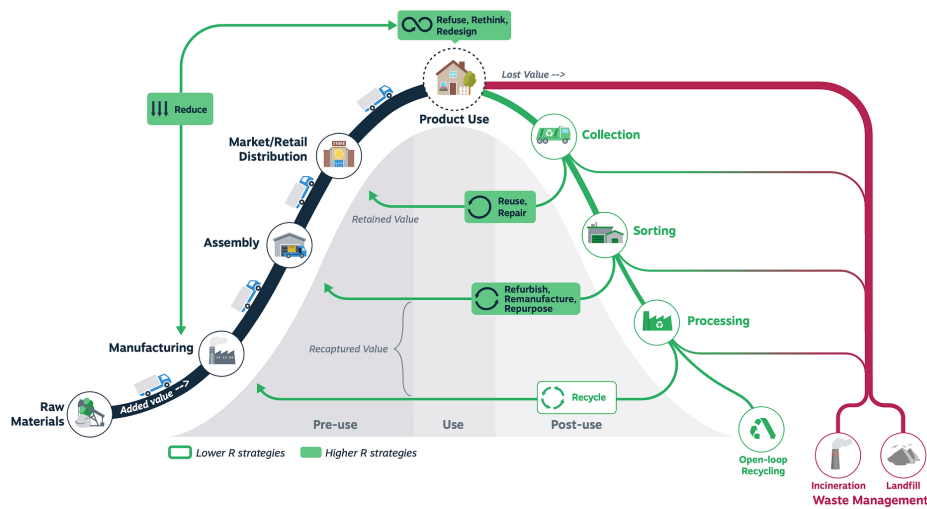 Refuse, Rethink,
Redesign
Lost Value -->
Reduce
Product Use
Collection
Market/Retail
Distribution
Reuse,
Repair
Retained Value
STORE
Sorting
Assembly
Refurbish,
Remanufacture,
Repurpose
Processing
Manufacturing
Recaptured Value
Added value -->
Recycle
Raw
Materials
Pre-use
Use
Post-use
Lower R strategies
Higher R strategies
Open-loop
Recycling
Incineration
Landfill
Waste Management